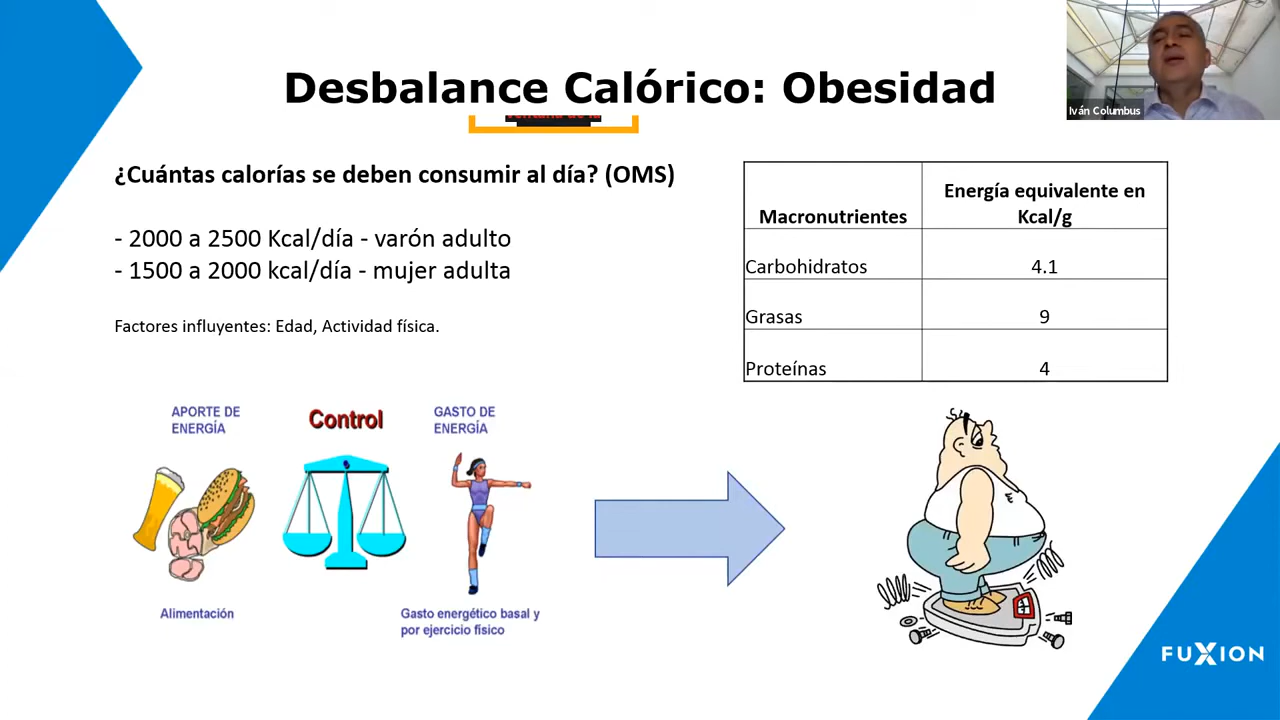 Desbalance Calórico: Obesidad
Iván Columbus
¿Cuántas calorías se deben consumir al día? (OMS)
- 2000 a 2500 Kcal/día - varón adulto
- 1500 a 2000 kcal/día - mujer adulta
Factores influyentes: Edad, Actividad física.
Macronutrientes
Energía equivalente en
Kcal/g
Carbohidratos 4.1
Grasas 9
Proteínas 4
APORTE DE
ENERGÍA
Control
GASTO DE
ENERGÍA
Alimentación
Gasto energético basal y
por ejercicio físico
FUXION